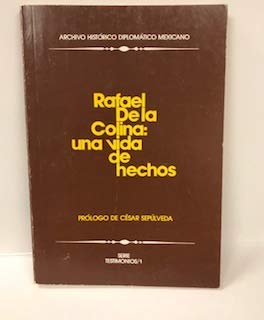 ARCHIVO HISTÓRICO DIPLOMÁTICO MEXICANO
Rafael
De la
Colina:
una vida
de
hechos
PRÓLOGO DE CÉSAR SEPÚLVEDA
SERIE
TESTIMONIOS/1